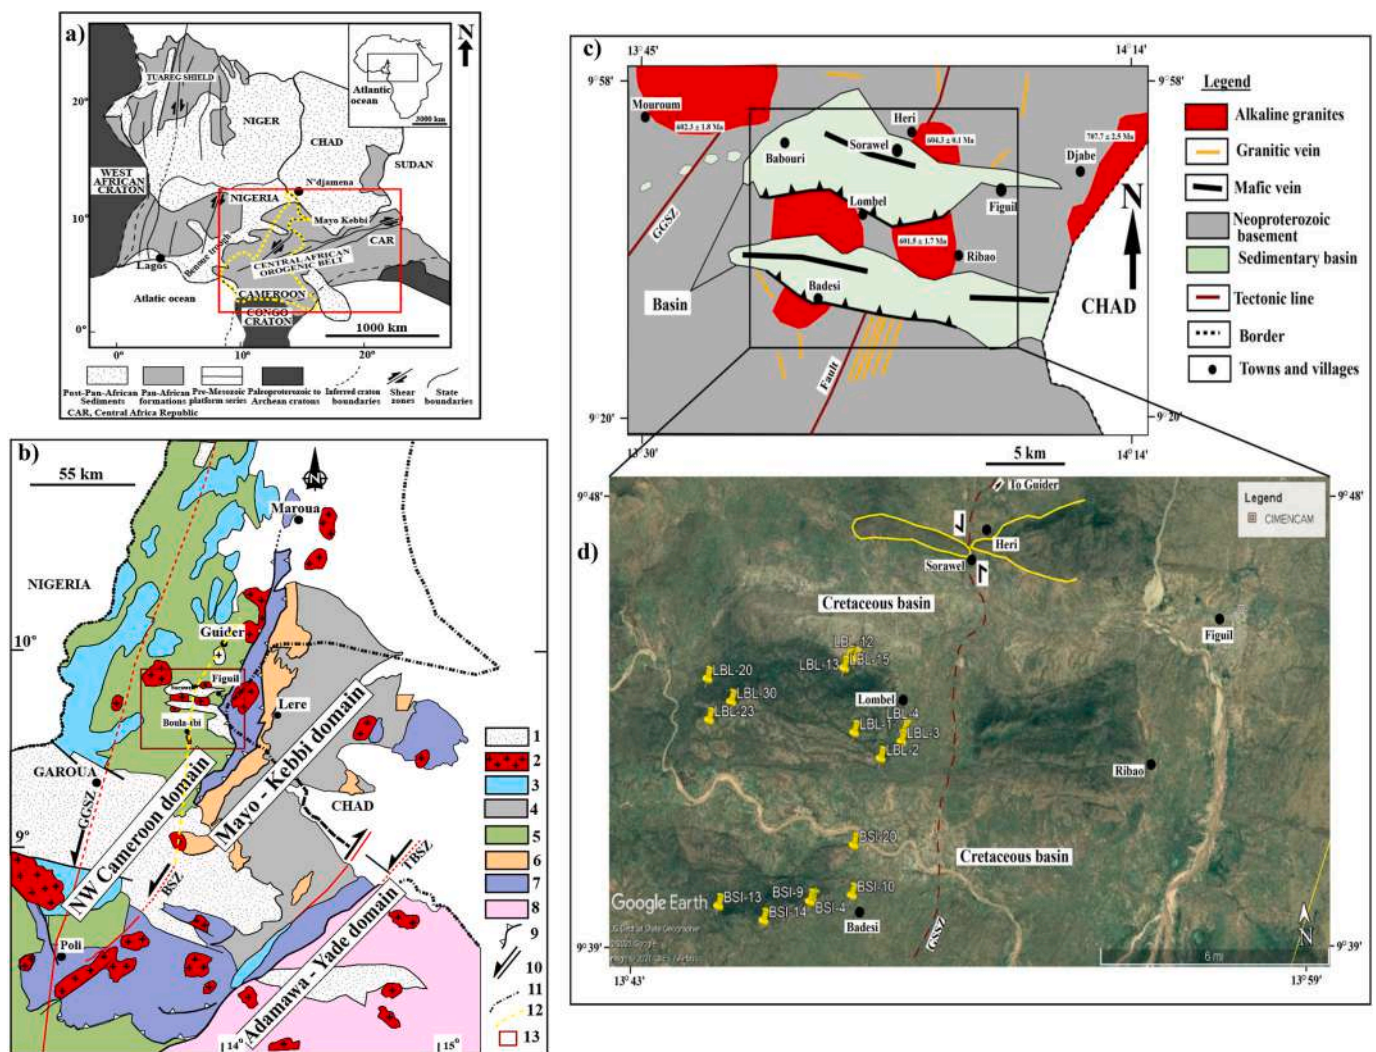 a)
N
TUAREG SHIELD
20°
Atlantic
ocean
3000 km
NIGER
CHAD
SUDAN
WEST
AFRICAN
CRATON
N'djamena
NIGERIA
10°
Mayo Kebbi
CAR
Benoue trough
CENTRAL AFRICAN
OROGENIC BELT
Lagos
Atlatic ocean
CAMEROON
CONGO
CRATON
1000 km
0°
0°
10°
20°
Post-Pan-African
Sediments
Pan-African
formations
Pre-Mesozoic
platform series
Paleoproterozoic to
Archean cratons
Inferred craton
boundaries
Shear
zones
State
boundaries
CAR, Central Africa Republic
b)
55 km
N
Maroua
NIGERIA
10°
Guider
Figuil
Sorawel
Lere
GAROUA
GGSZ
NW Cameroon domain
Mayo - Kebbi domain
CHAD
9°
TBSZ
Poli
Adamawa - Yade domain
14°
15°
1
2
3
4
5
6
7
8
9
10
11
12
13
c)
13°45'
14°14'
9°58'
9°58'
Mouroum
602.3 ± 1.8 Ma
Heri
604.3 ± 0.1 Ma
707.7 ± 2.5 Ma
Babouri
Sorawel
Djabe
Lombel
Figuil
GGSZ
601.5 ± 1.7 Ma
Ribao
Badesi
Basin
N
CHAD
Fault
9°20'
9°20'
13°30'
14°14'
5 km
Legend
Alkaline granites
Granitic vein
Mafic vein
Neoproterozoic
basement
Sedimentary basin
Tectonic line
Border
Towns and villages
d)
9°48'
9°48'
To Guider
Legend
CIMENCAM
Heri
Sorawel
Cretaceous basin
Figuil
LBL-12
LBL-13
LBL-15
LBL-20
LBL-30
LBL-23
Lombel
LBL-4
LBL-1
LBL-3
LBL-2
Ribao
BSI-20
Cretaceous basin
BSI-13
BSI-9
BSI-10
BSI-14
BSI-4
Badesi
GSSZ
Google Earth
N
6 mi
9°39'
9°39'
13°43'
13°59'